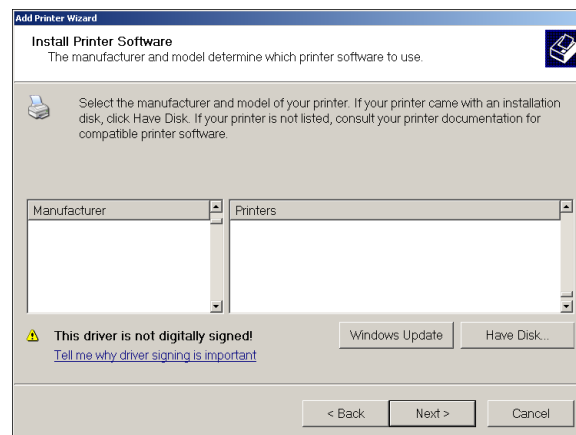 Add Printer Wizard
Install Printer Software
The manufacturer and model determine which printer software to use.
Select the manufacturer and model of your printer. If your printer came with an installation
disk, click Have Disk. If your printer is not listed, consult your printer documentation for
compatible printer software.
Manufacturer
Printers
This driver is not digitally signed!
Tell me why driver signing is important
Windows Update
Have Disk...
< Back
Next >
Cancel